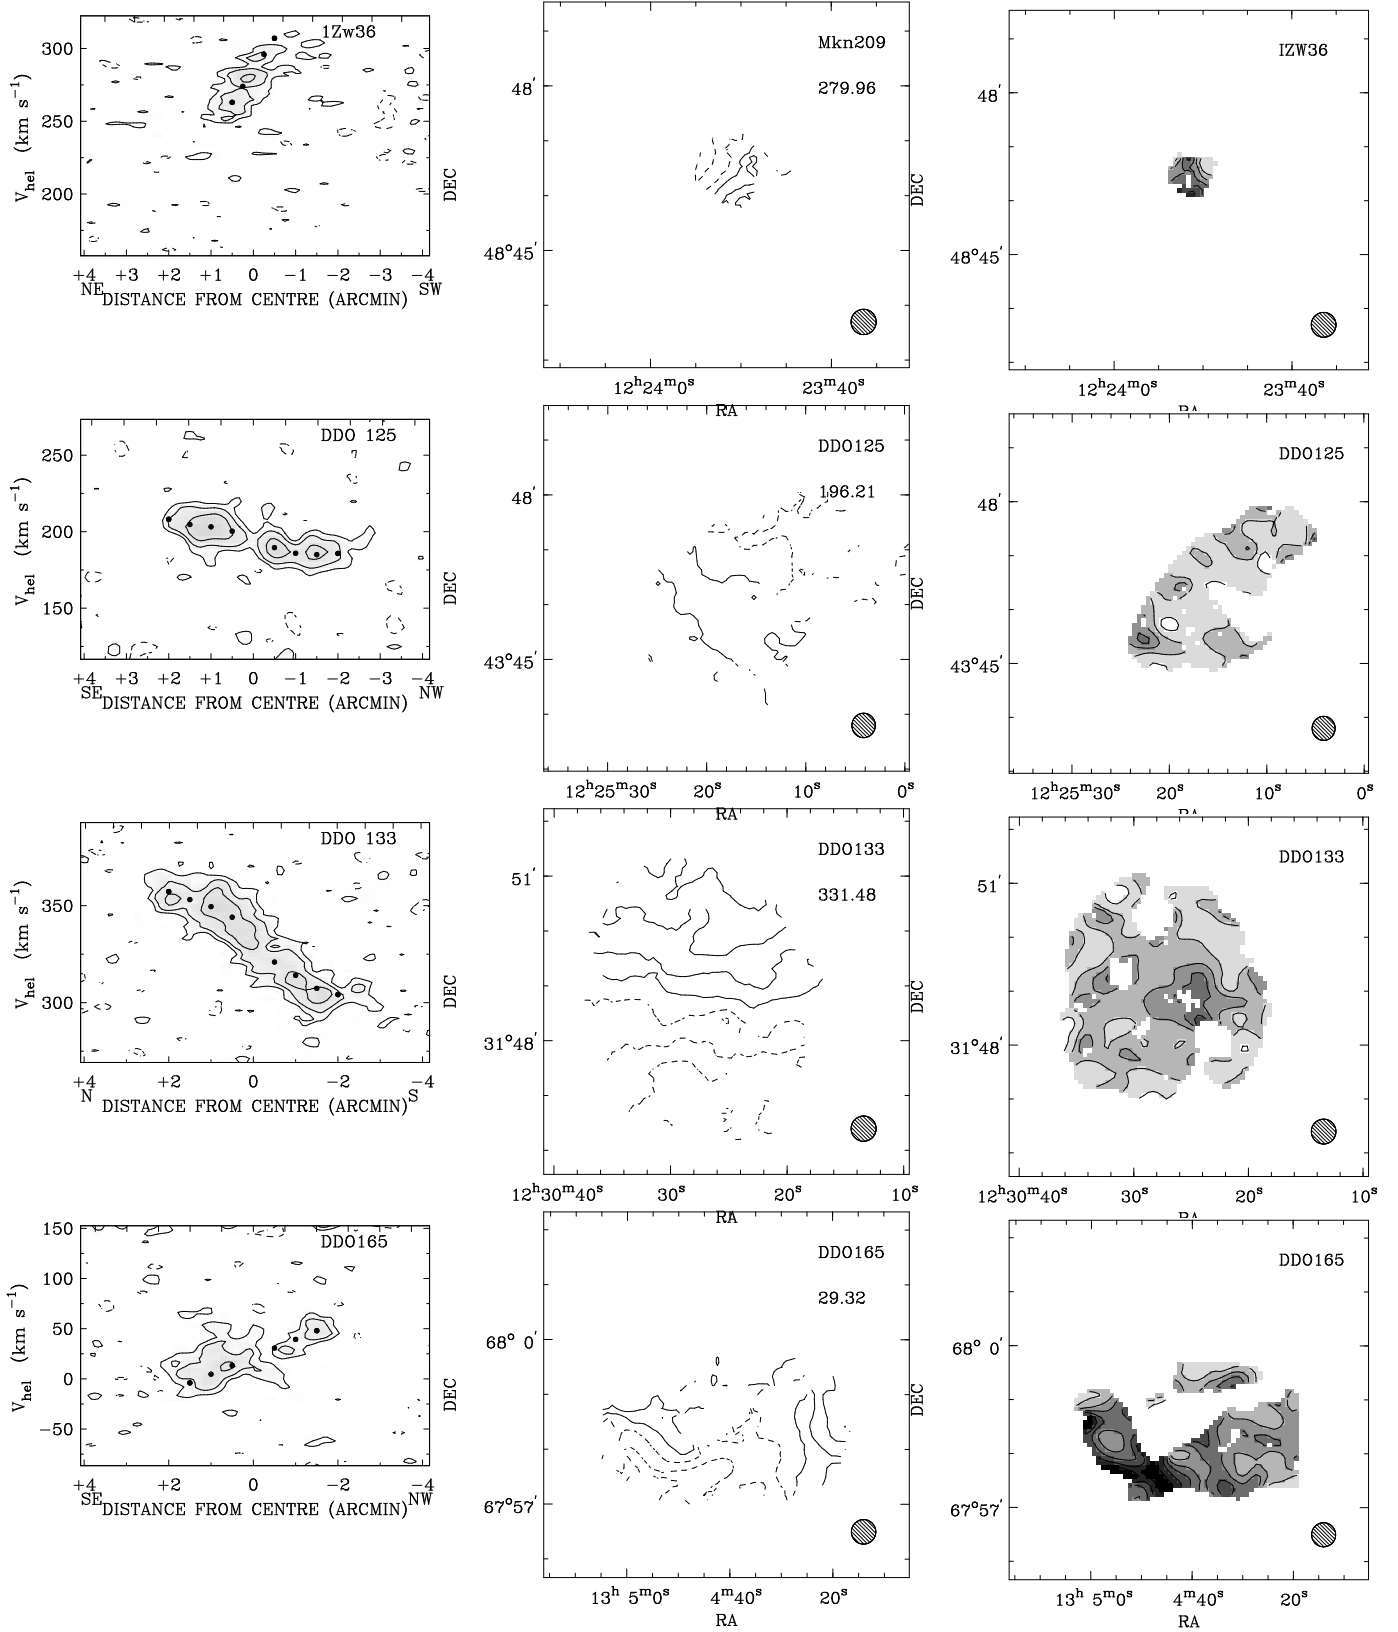 1Zw36
300
250
200
V_hel (km s⁻¹)
+4 +3 +2 +1 0 −1 −2 −3 −4
NE DISTANCE FROM CENTRE (ARCMIN) SW
Mkn209
279.96
48′
48°45′
DEC
12ʰ24ᵐ0ˢ 23ᵐ40ˢ
RA
IZW36
48′
48°45′
DEC
12ʰ24ᵐ0ˢ 23ᵐ40ˢ
RA
DDO 125
250
200
150
V_hel (km s⁻¹)
+4 +3 +2 +1 0 −1 −2 −3 −4
SE DISTANCE FROM CENTRE (ARCMIN) NW
DDO125
196.21
48′
43°45′
DEC
12ʰ25ᵐ30ˢ 20ˢ 10ˢ 0ˢ
RA
DDO125
48′
43°45′
DEC
12ʰ25ᵐ30ˢ 20ˢ 10ˢ 0ˢ
RA
DDO 133
350
300
V_hel (km s⁻¹)
+4 +2 0 −2 −4
N DISTANCE FROM CENTRE (ARCMIN) S
DDO133
331.48
51′
31°48′
DEC
12ʰ30ᵐ40ˢ 30ˢ 20ˢ 10ˢ
RA
DDO133
51′
31°48′
DEC
12ʰ30ᵐ40ˢ 30ˢ 20ˢ 10ˢ
RA
DDO165
150
100
50
0
−50
V_hel (km s⁻¹)
+4 +2 0 −2 −4
SE DISTANCE FROM CENTRE (ARCMIN) NW
DDO165
29.32
68° 0′
67°57′
DEC
13ʰ 5ᵐ0ˢ 4ᵐ40ˢ 20ˢ
RA
DDO165
68° 0′
67°57′
DEC
13ʰ 5ᵐ0ˢ 4ᵐ40ˢ 20ˢ
RA